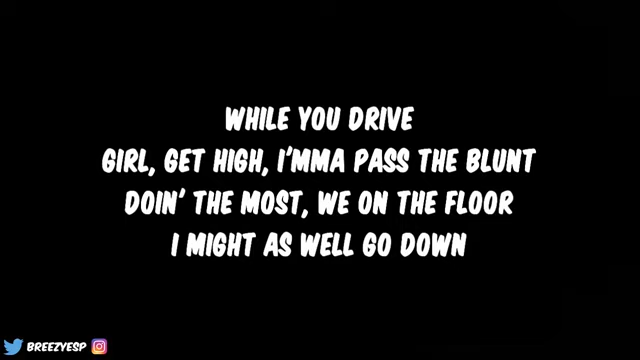 WHILE YOU DRIVE
GIRL, GET HIGH, I'MMA PASS THE BLUNT
DOIN' THE MOST, WE ON THE FLOOR
I MIGHT AS WELL GO DOWN
BREEZYESP